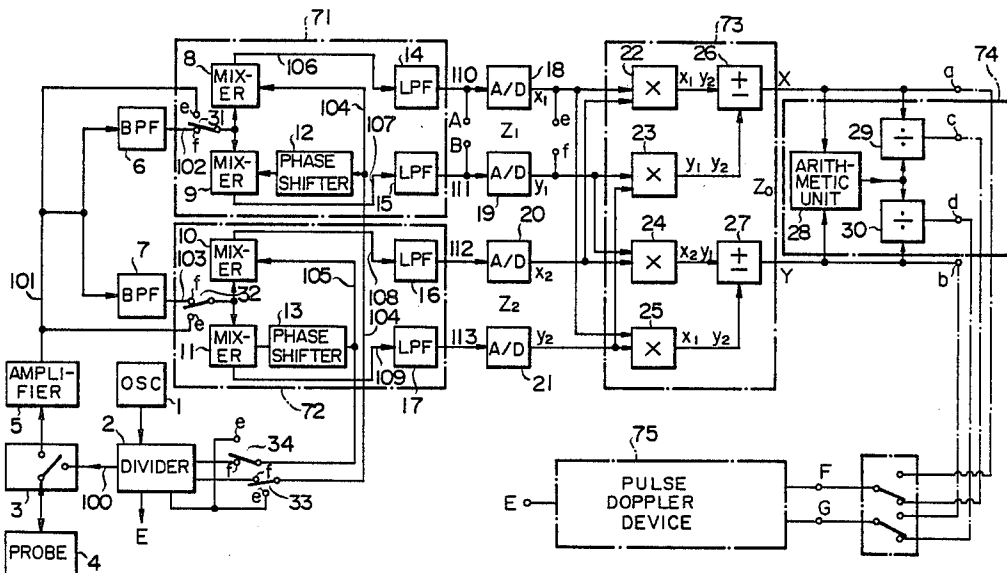 71
73
74
106
14
26
8
MIX-
ER
LPF
110
18
A/D
x₁
22
×
x₁ x₂
±
X
a
104
e
31
f
102
BPF
6
12
PHASE
SHIFTER
107
A
Z₁
e
B
f
29
÷
c
MIX-
ER
9
LPF
15
111
A/D
y₁
19
23
×
y₁ y₂
Z₀
ARITH-
METIC
UNIT
28
÷
30
d
20
10
MIX-
ER
105
108
LPF
16
112
A/D
x₂
24
×
x₂ y₁
27
±
Y
b
7
103
BPF
f
32
e
101
13
PHASE
SHIFTER
104
Z₂
MIX-
ER
11
LPF
17
109
113
A/D
y₂
21
25
×
x₁ y₂
72
AMPLI-
FIER
5
OSC
1
2
DIVIDER
e
34
f
f
e
33
3
100
E
PROBE
4
75
E
PULSE
DOPPLER
DEVICE
F
G